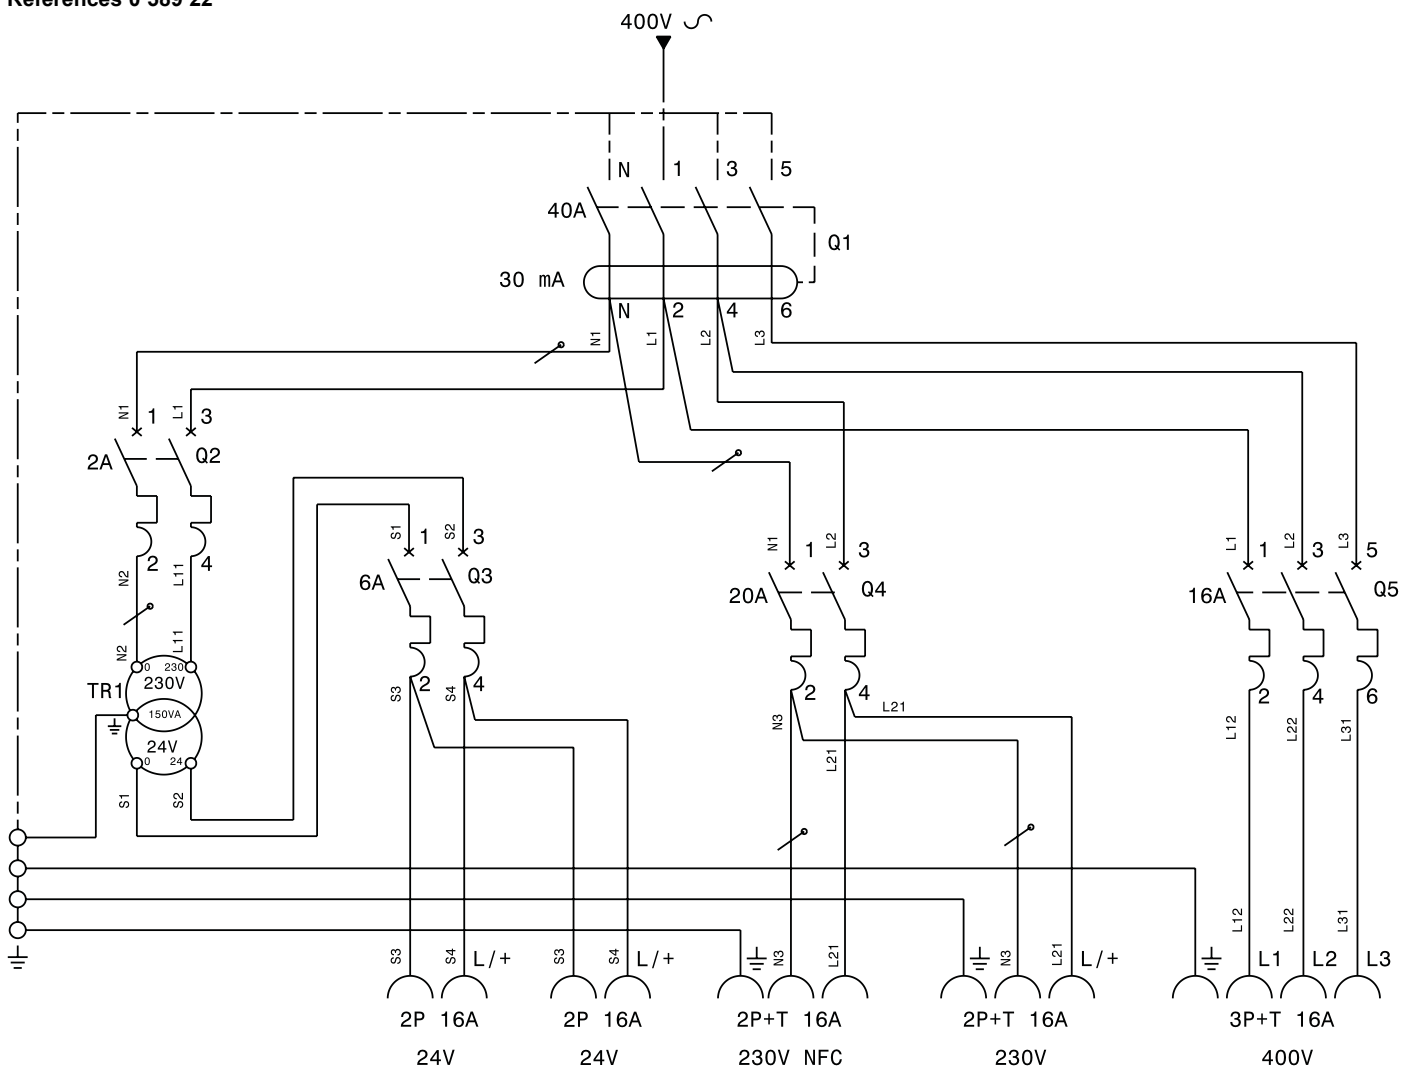 References 0 589 22
400V
N 1 3 5
40A
Q1
30 mA
N 2 4 6
N1 L1 L2 L3
N1 1 L1 3
2A Q2
2 4
N2 L11
N2 L11
0 230
TR1 230V
150VA
24V
0 24
S1 S2
S1 1 S2 3
6A Q3
2 4
S3 S4
N1 1 L2 3
20A Q4
2 4
N3 L21
L21
L1 1 L2 3 L3 5
16A Q5
2 4 6
L12 L22 L31
S3 S4 L/+ S3 S4 L/+ N3 L21 N3 L21 L/+ L12 L1 L22 L2 L31 L3
2P 16A 2P 16A 2P+T 16A 2P+T 16A 3P+T 16A
24V 24V 230V NFC 230V 400V